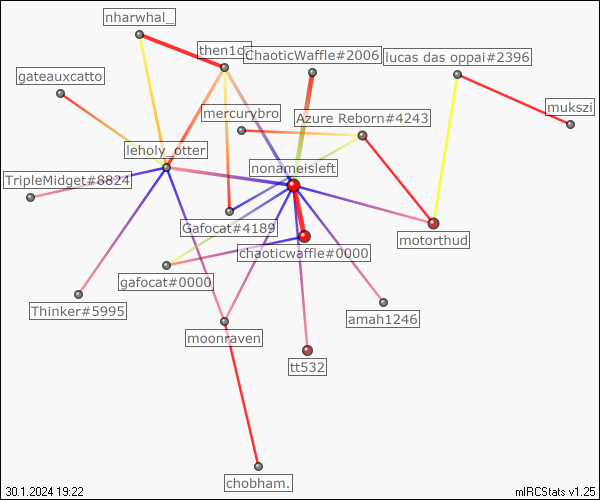 nharwhal_
then1c
ChaoticWaffle#2006
lucas das oppai#2396
gateauxcatto
mukszi
mercurybro
Azure Reborn#4243
leholy_otter
nonameisleft
TripleMidget#8824
Gafocat#4189
motorthud
chaoticwaffle#0000
gafocat#0000
Thinker#5995
amah1246
moonraven
tt532
chobham.
30.1.2024 19:22
mIRCStats v1.25